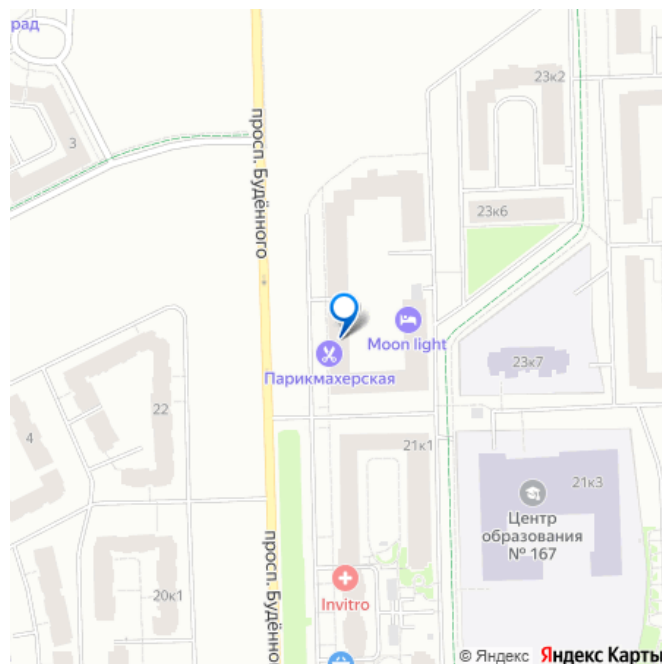 рад
23к2
3
просп. Будённого
23к6
Moon light
Парикмахерская
23к7
22
4
21к1
21к3
Центр
образования
№ 167
просп. Будённого
Invitro
20к1
© Яндекс Яндекс Карты